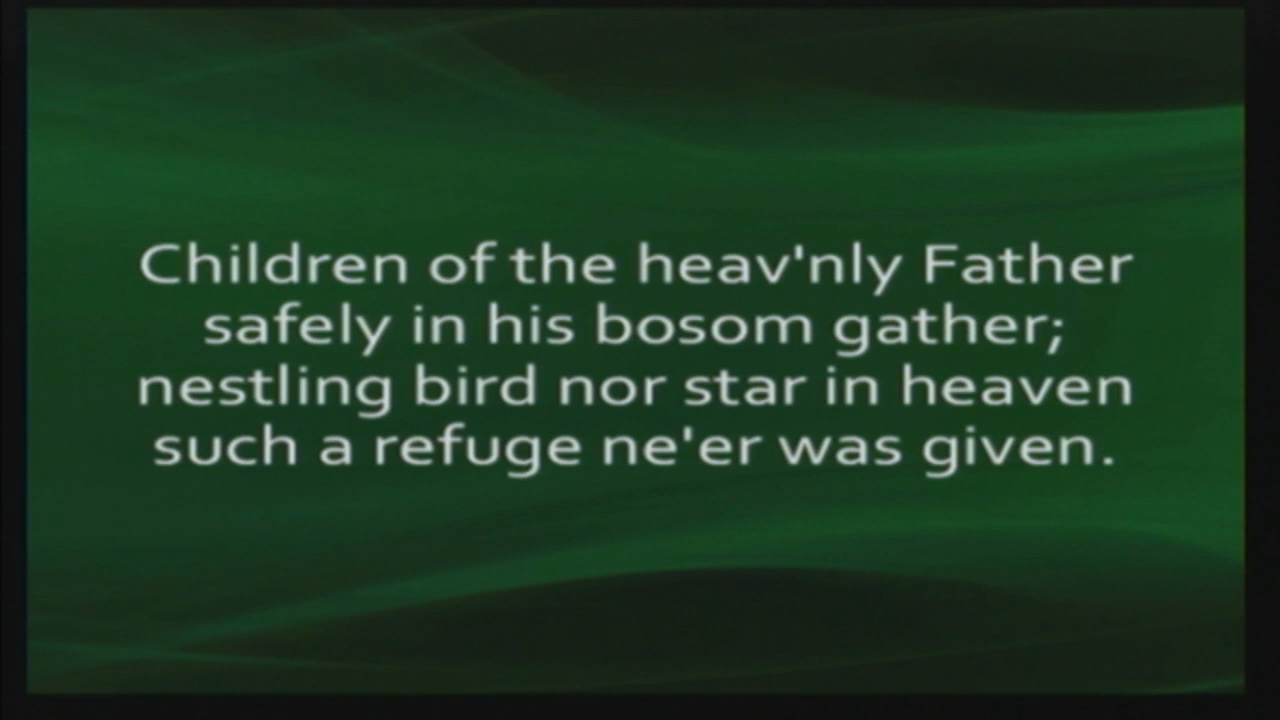 Children of the heav'nly Father
safely in his bosom gather;
nestling bird nor star in heaven
such a refuge ne'er was given.